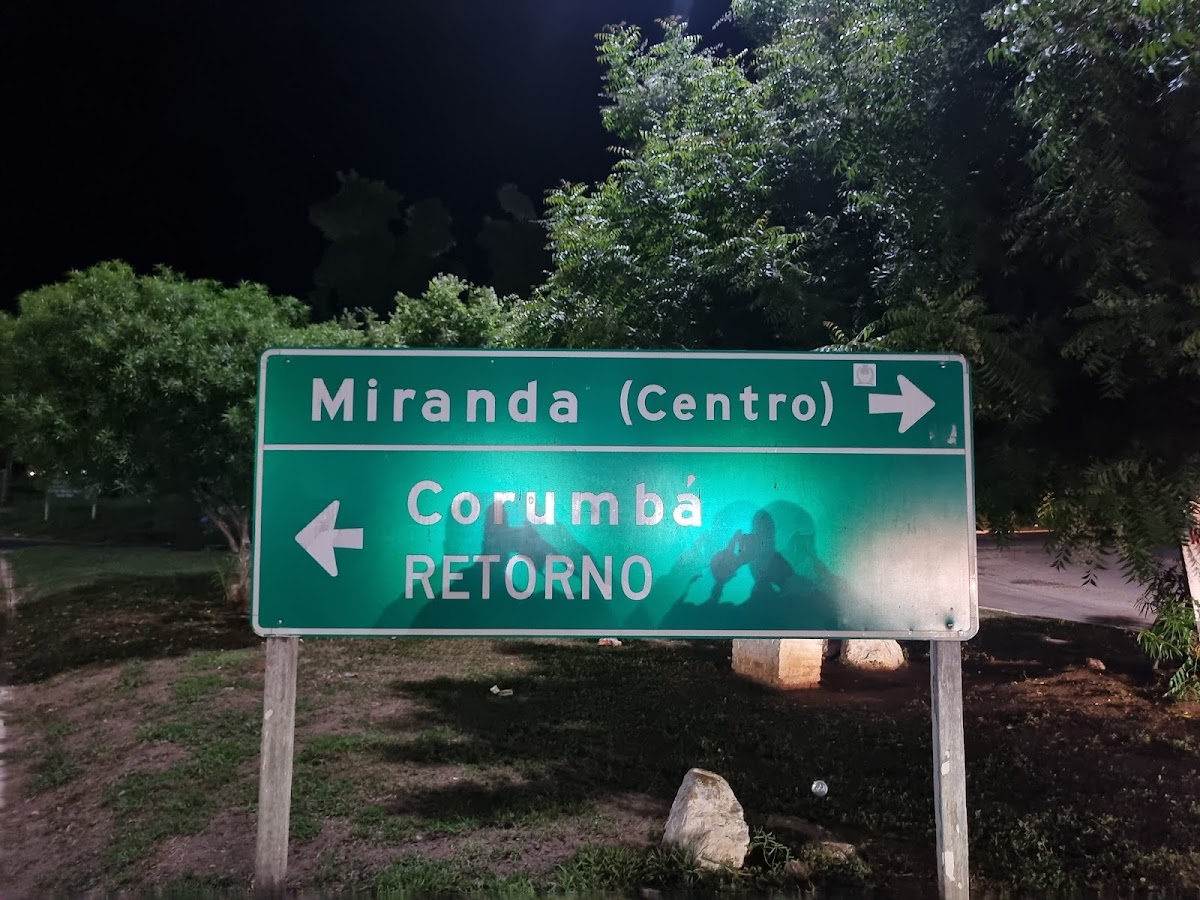 Miranda (Centro)
Corumbá
RETORNO